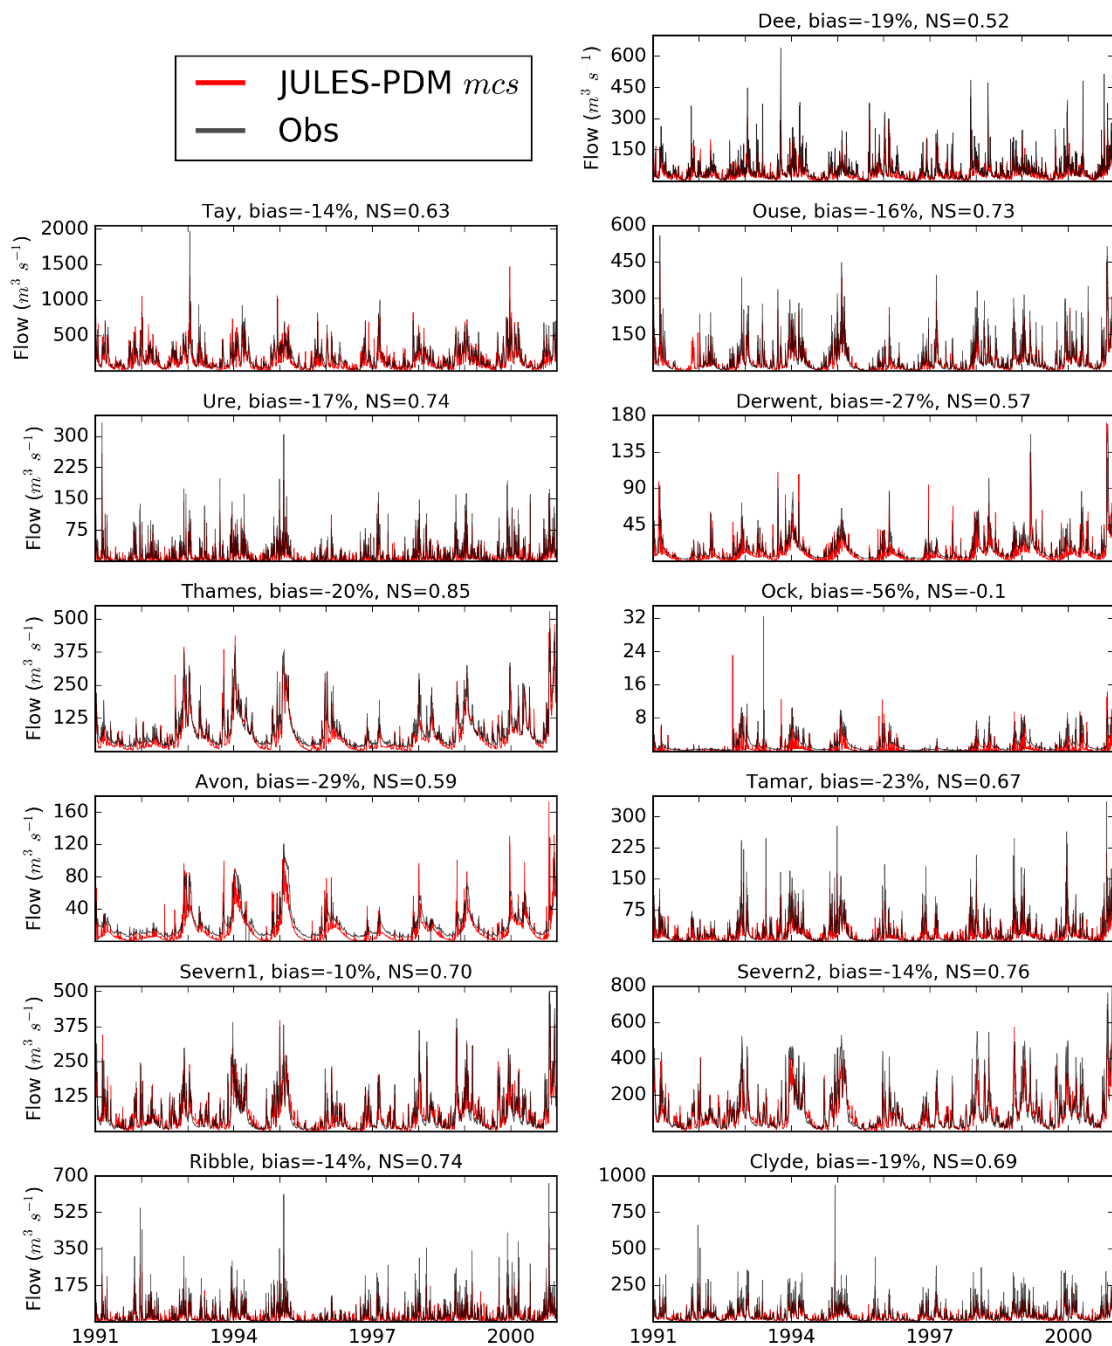 JULES-PDM mcs
Obs
Dee, bias=-19%, NS=0.52
Flow (m³ s⁻¹)
600
450
300
150
Tay, bias=-14%, NS=0.63
Flow (m³ s⁻¹)
2000
1500
1000
500
Ouse, bias=-16%, NS=0.73
600
450
300
150
Ure, bias=-17%, NS=0.74
Flow (m³ s⁻¹)
300
225
150
75
Derwent, bias=-27%, NS=0.57
180
135
90
45
Thames, bias=-20%, NS=0.85
Flow (m³ s⁻¹)
500
375
250
125
Ock, bias=-56%, NS=-0.1
32
24
16
8
Avon, bias=-29%, NS=0.59
Flow (m³ s⁻¹)
160
120
80
40
Tamar, bias=-23%, NS=0.67
300
225
150
75
Severn1, bias=-10%, NS=0.70
Flow (m³ s⁻¹)
500
375
250
125
Severn2, bias=-14%, NS=0.76
800
600
400
200
Ribble, bias=-14%, NS=0.74
Flow (m³ s⁻¹)
700
525
350
175
1991 1994 1997 2000
Clyde, bias=-19%, NS=0.69
1000
750
500
250
1991 1994 1997 2000